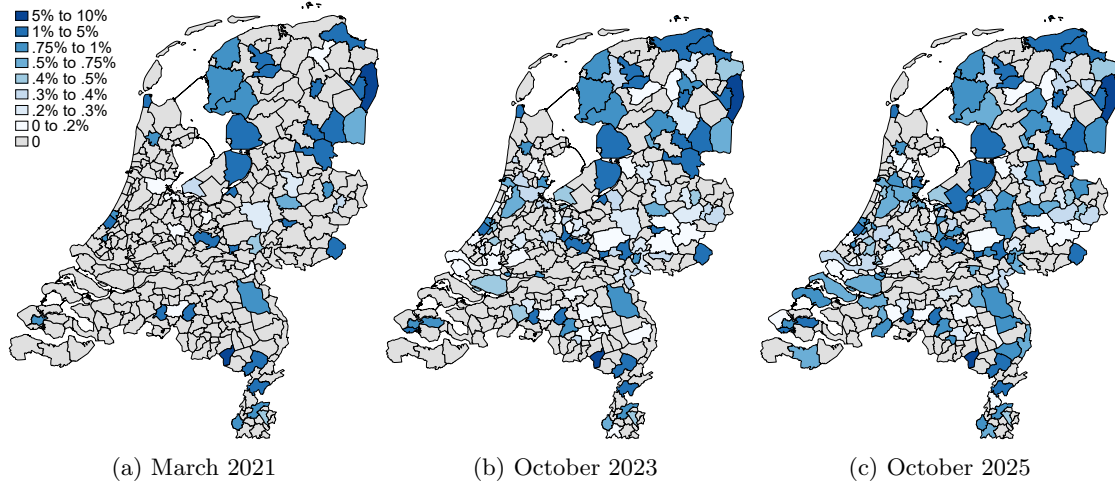 5% to 10%
1% to 5%
.75% to 1%
.5% to .75%
.4% to .5%
.3% to .4%
.2% to .3%
0 to .2%
0
(a) March 2021
(b) October 2023
(c) October 2025